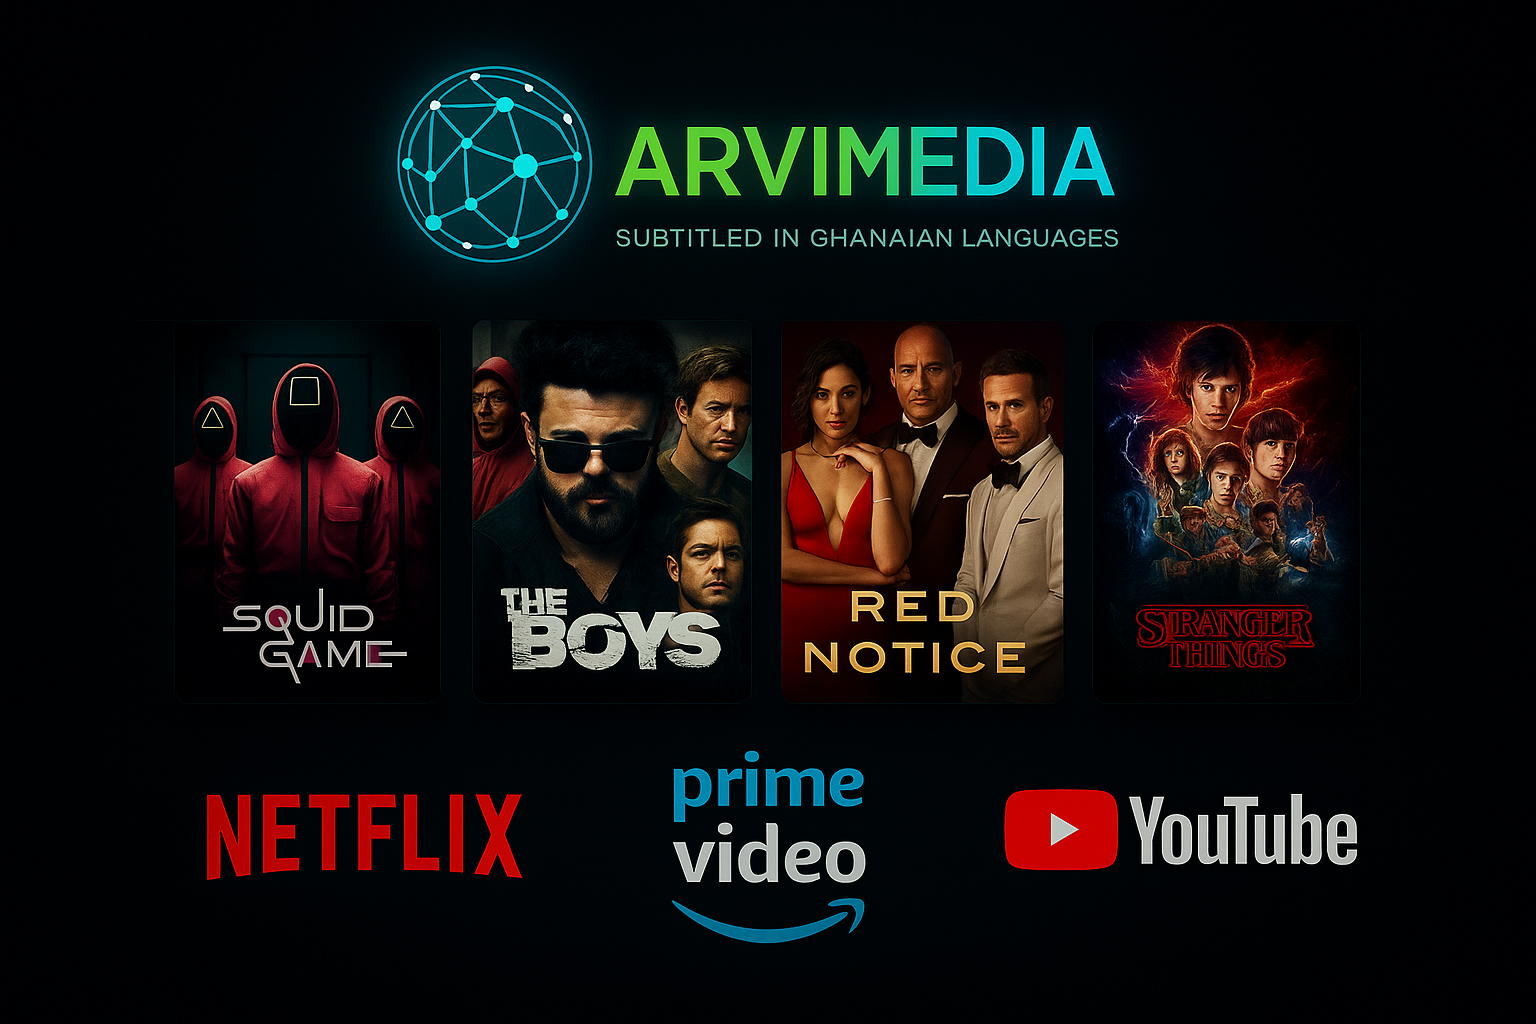 ARVIMEDIA
SUBTITLED IN GHANAIAN LANGUAGES
SQUID
GAME
THE
BOYS
RED
NOTICE
STRANGER
THINGS
NETFLIX
prime
video
YouTube